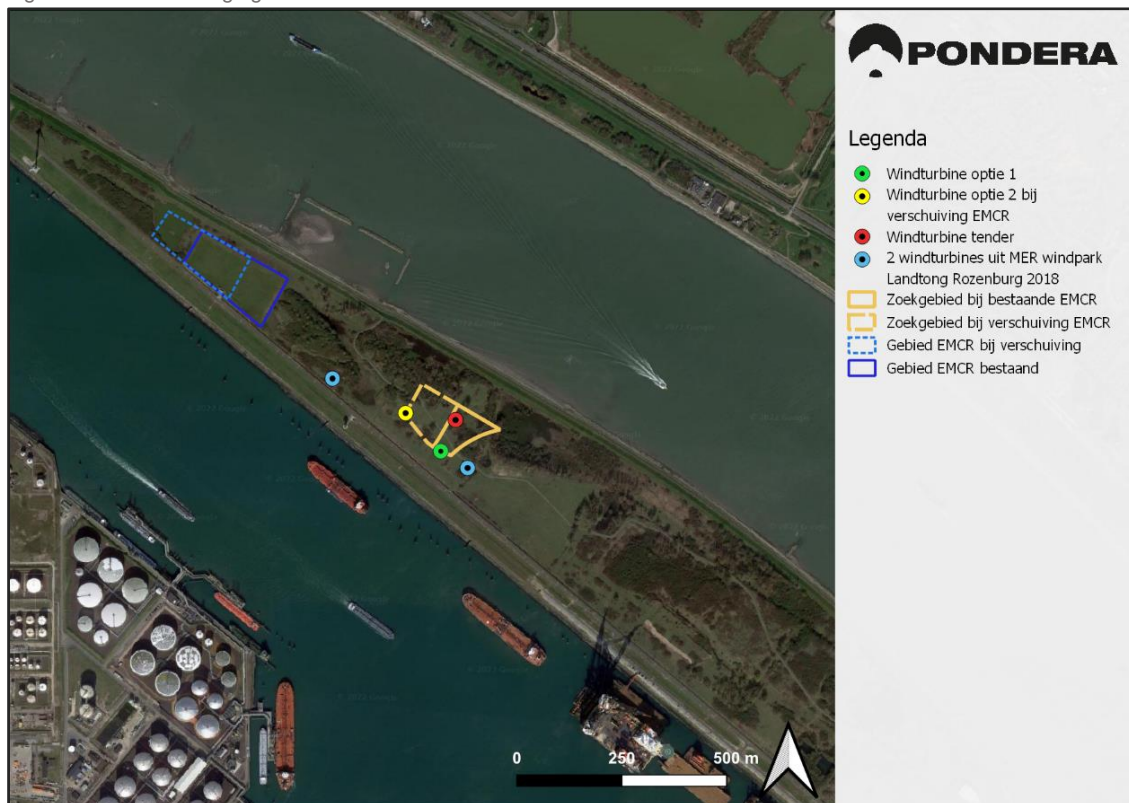 PONDERA
Legenda
Windturbine optie 1
Windturbine optie 2 bij
verschuiving EMCR
Windturbine tender
2 windturbines uit MER windpark
Landtong Rozenburg 2018
Zoekgebied bij bestaande EMCR
Zoekgebied bij verschuiving EMCR
Gebied EMCR bij verschuiving
Gebied EMCR bestaand
0 250 500 m